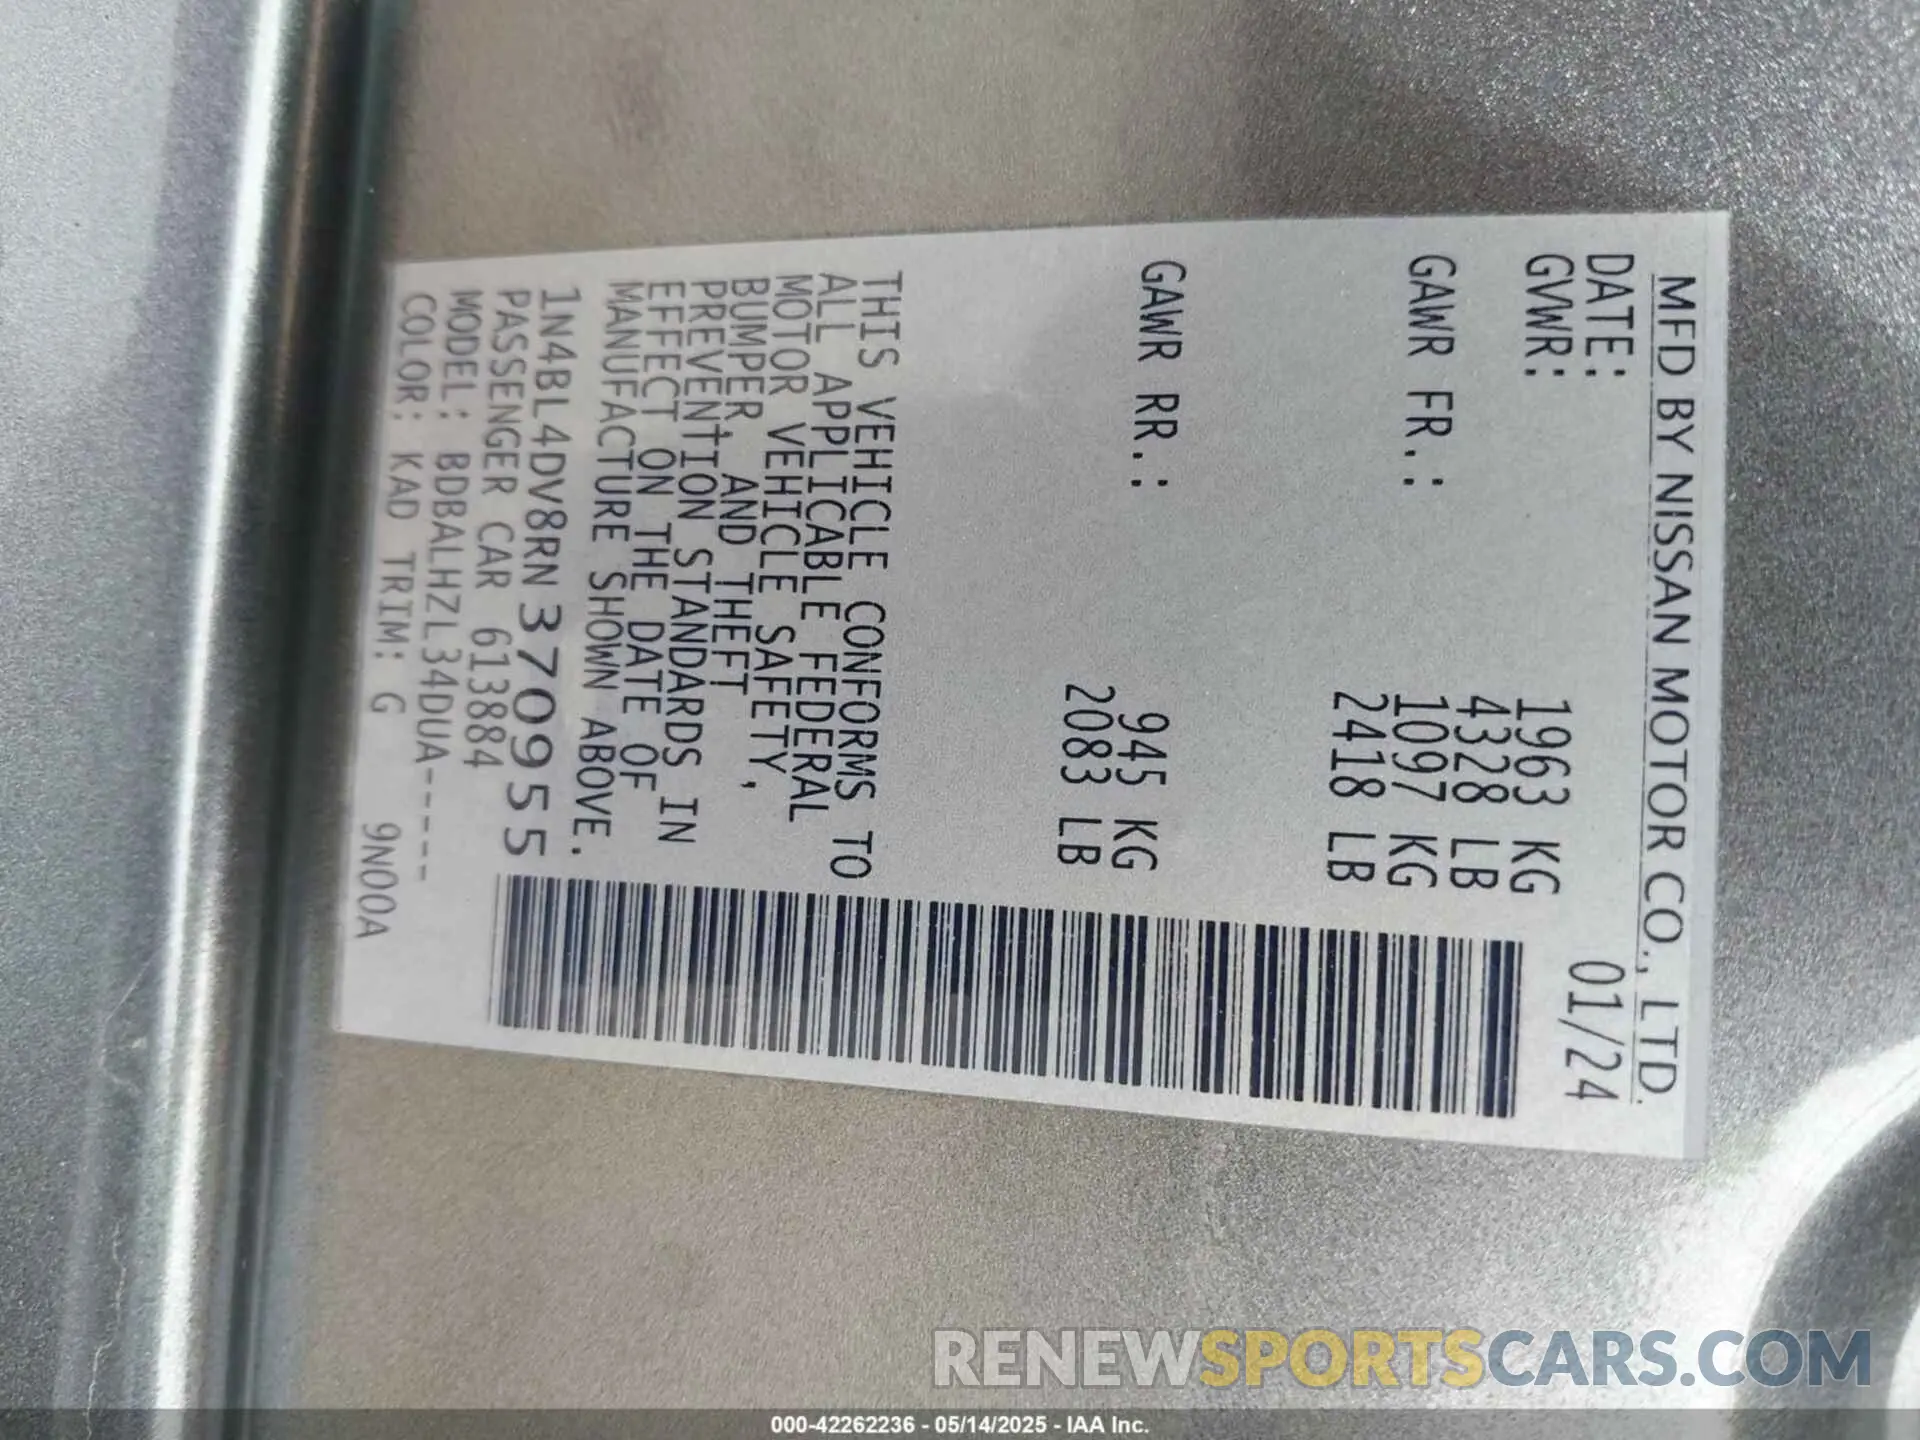 MFD BY NISSAN MOTOR CO., LTD.
DATE: 01/24
GVWR: 1963 KG
4328 LB
GAWR FR.: 1097 KG
2418 LB
GAWR RR.: 945 KG
2083 LB
THIS VEHICLE CONFORMS TO
ALL APPLICABLE FEDERAL
MOTOR VEHICLE SAFETY,
BUMPER, AND THEFT
PREVENTION STANDARDS IN
EFFECT ON THE DATE OF
MANUFACTURE SHOWN ABOVE.
1N4BL4DV8RN370955
PASSENGER CAR 613884
MODEL: BDBALHZL34DUA-----
COLOR: KAD TRIM: G 9N00A
RENEWSPORTSCARS.COM
000-42262236 - 05/14/2025 - IAA Inc.